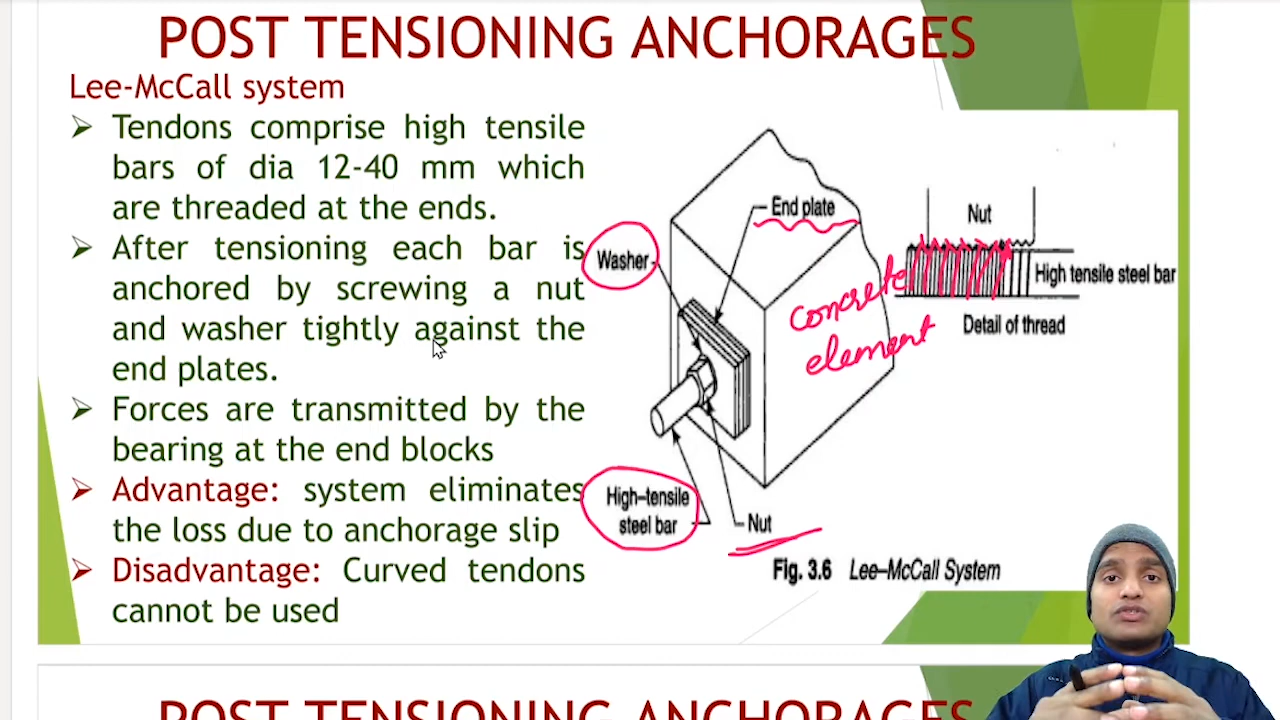 POST TENSIONING ANCHORAGES
Lee-McCall system
Tendons comprise high tensile
bars of dia 12-40 mm which
are threaded at the ends.
After tensioning each bar is
anchored by screwing a nut
and washer tightly against the
end plates.
Forces are transmitted by the
bearing at the end blocks
Advantage: system eliminates
the loss due to anchorage slip
Disadvantage: Curved tendons
cannot be used
End plate
Washer
concrete
element
High-tensile
steel bar
Nut
Nut
High tensile steel bar
Detail of thread
Fig. 3.6 Lee–McCall System
POST TENSIONING ANCHORAGES